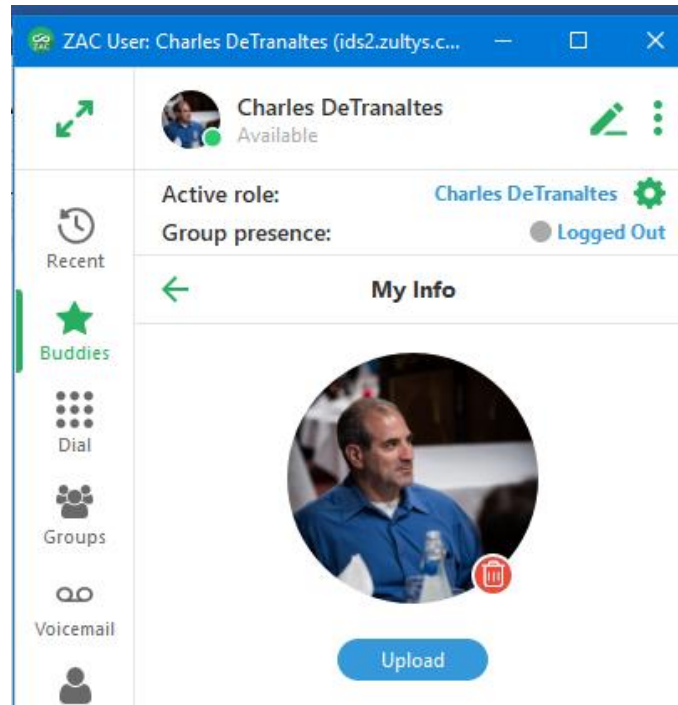 ZAC User: Charles DeTranaltes (ids2.zultys.c...
Charles DeTranaltes
Available
Active role: Charles DeTranaltes
Group presence: Logged Out
My Info
Recent
Buddies
Dial
Groups
Voicemail
Upload